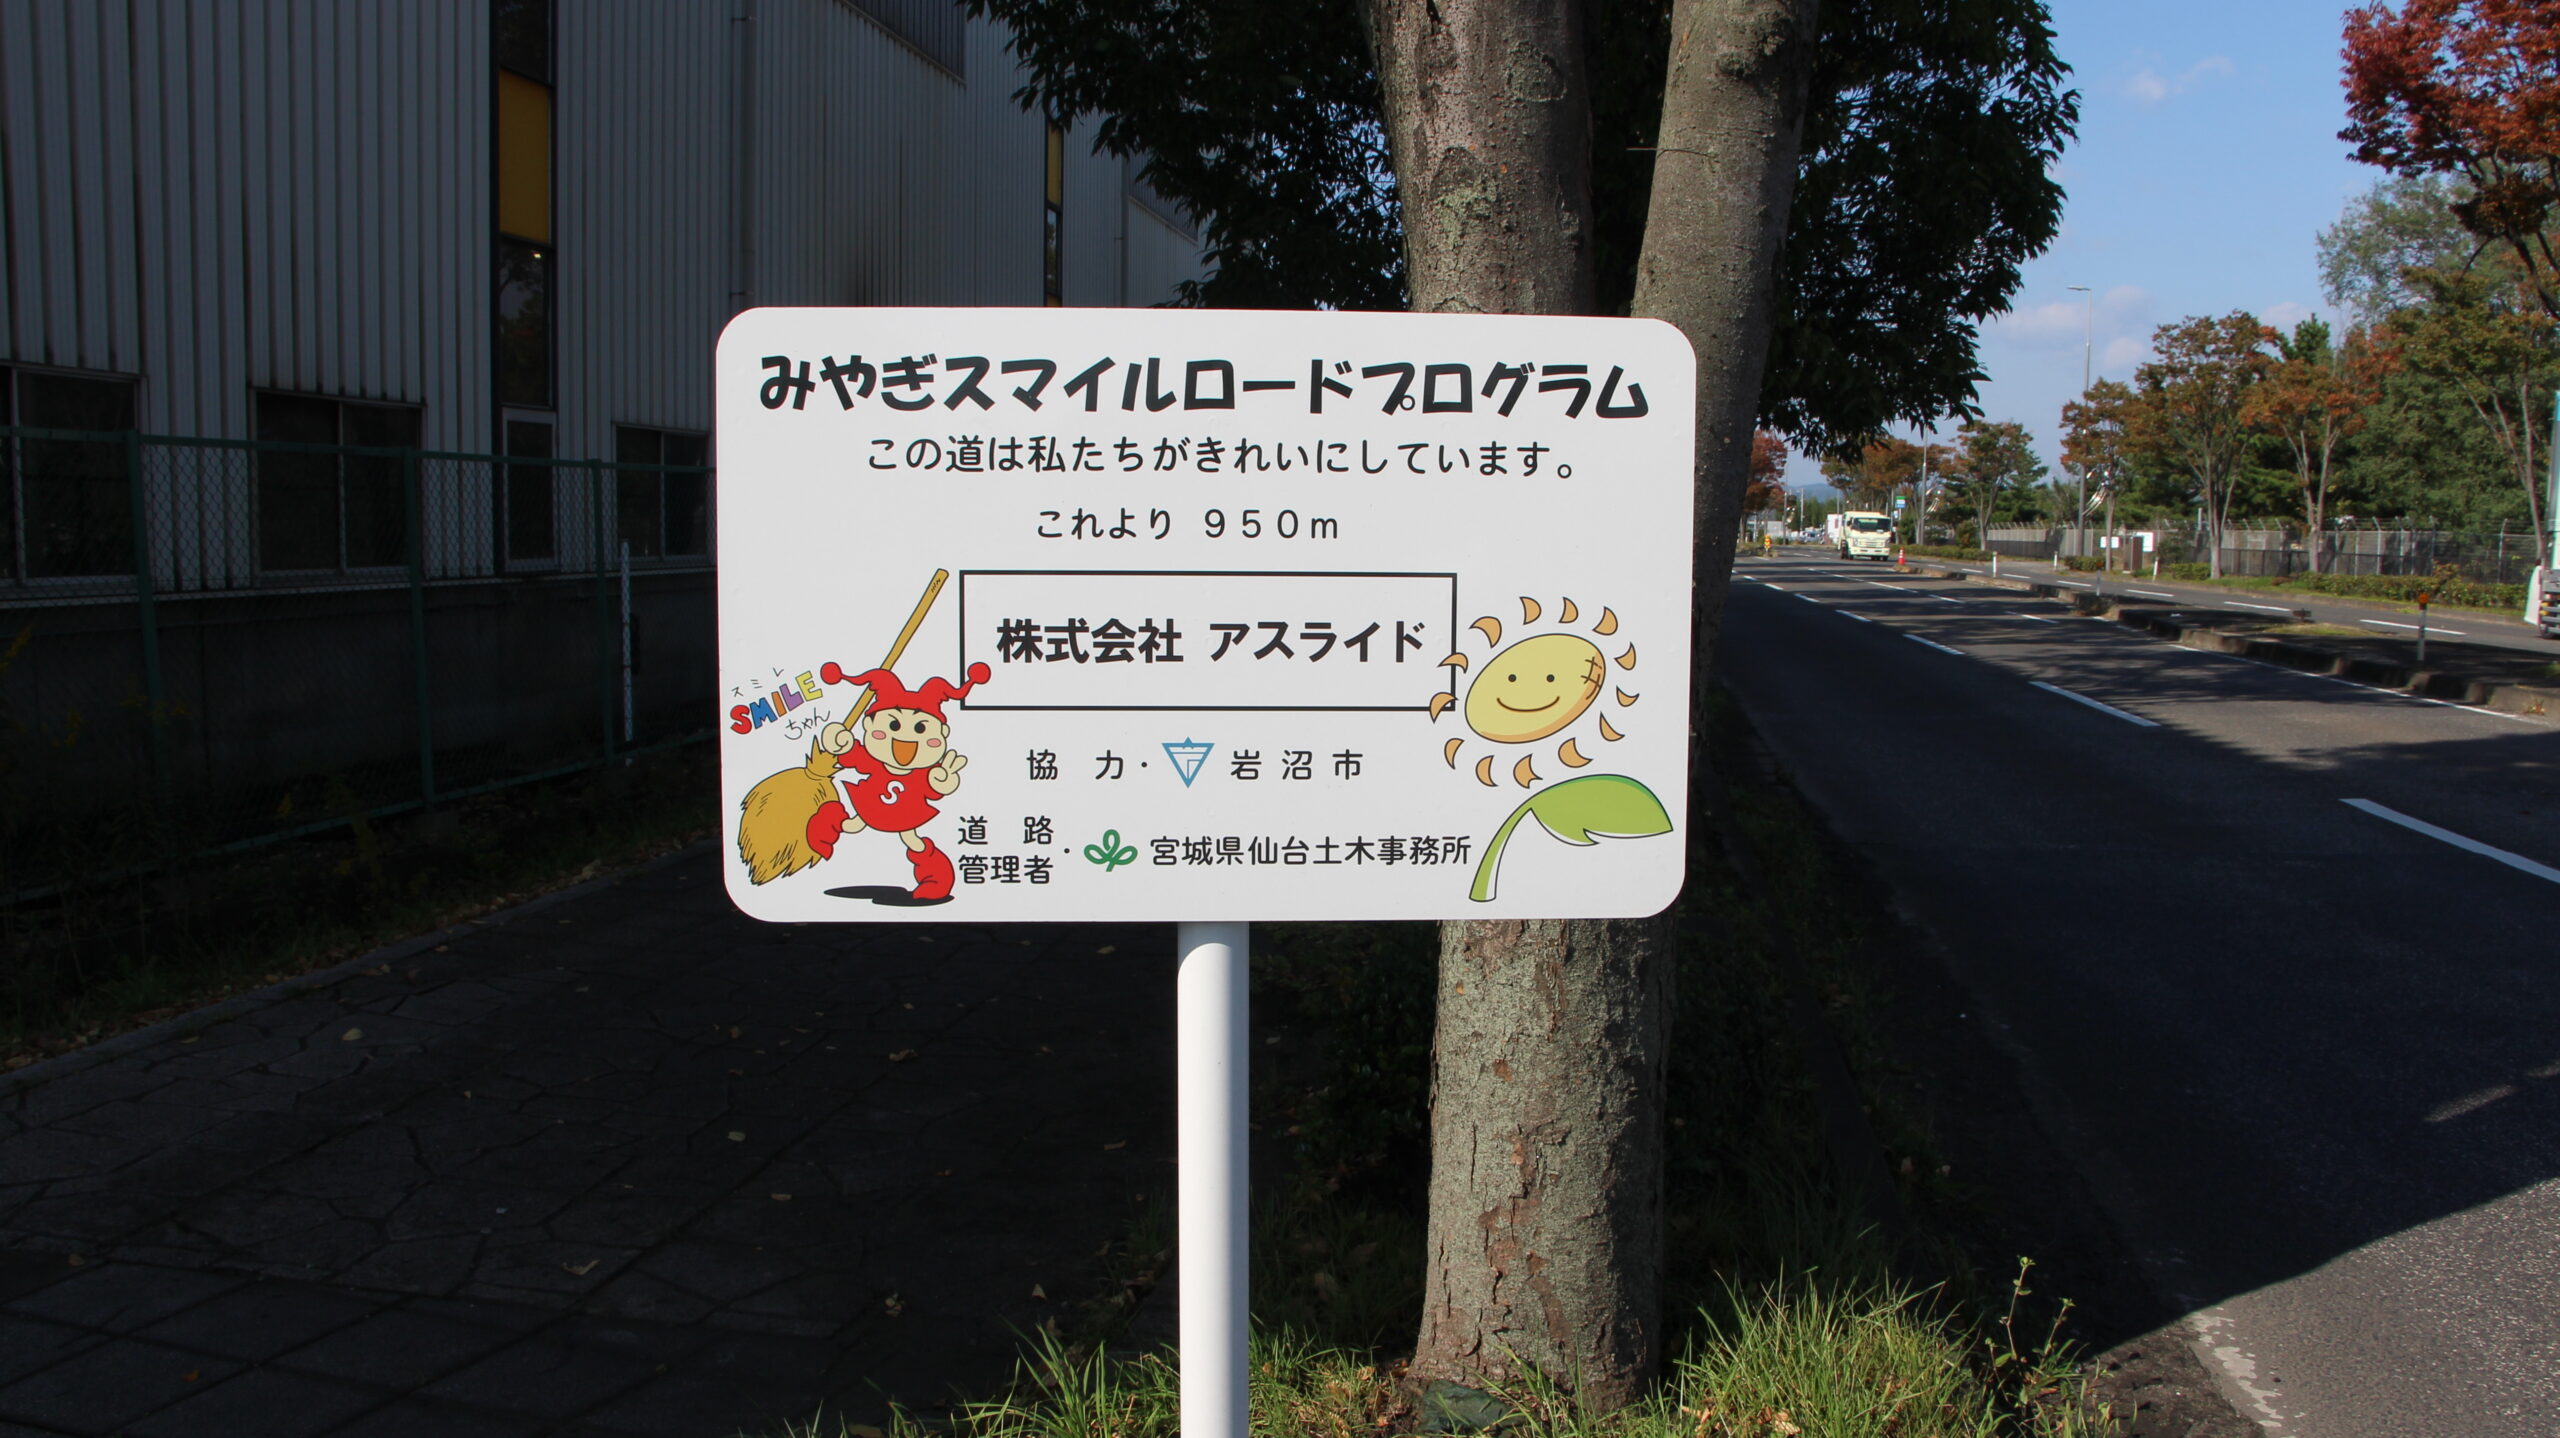 みやぎスマイルロードプログラム
この道は私たちがきれいにしています。
これより 950m
株式会社 アスライド
スミレ
SMILE
ちゃん
S
協 力・岩沼市
道 路
管理者・宮城県仙台土木事務所